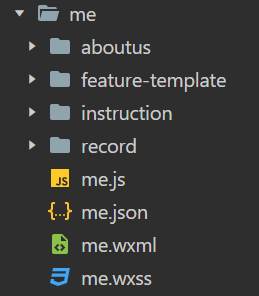 me
aboutus
feature-template
instruction
record
JS me.js
{..} me.json
me.wxml
me.wxss